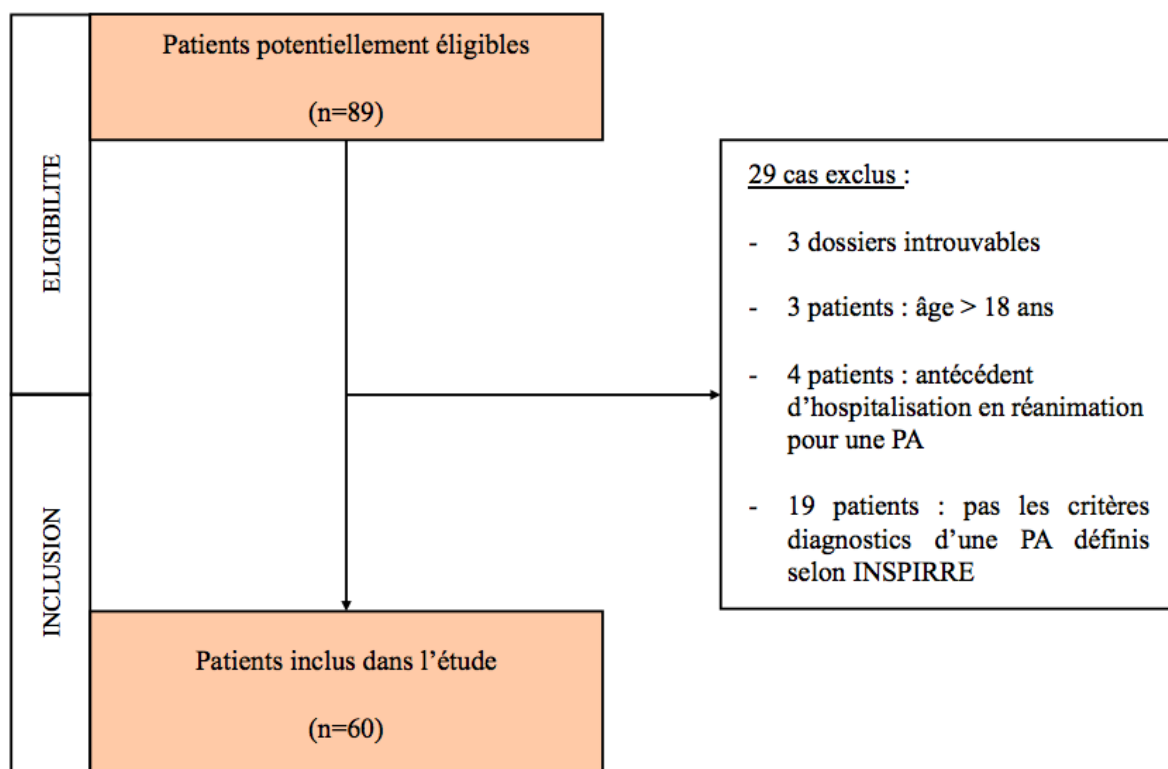 Patients potentiellement éligibles
(n=89)
ELIGIBILITE
29 cas exclus :
- 3 dossiers introuvables
- 3 patients : âge > 18 ans
- 4 patients : antécédent
d’hospitalisation en réanimation
pour une PA
- 19 patients : pas les critères
diagnostics d’une PA définis
selon INSPIRRE
INCLUSION
Patients inclus dans l’étude
(n=60)